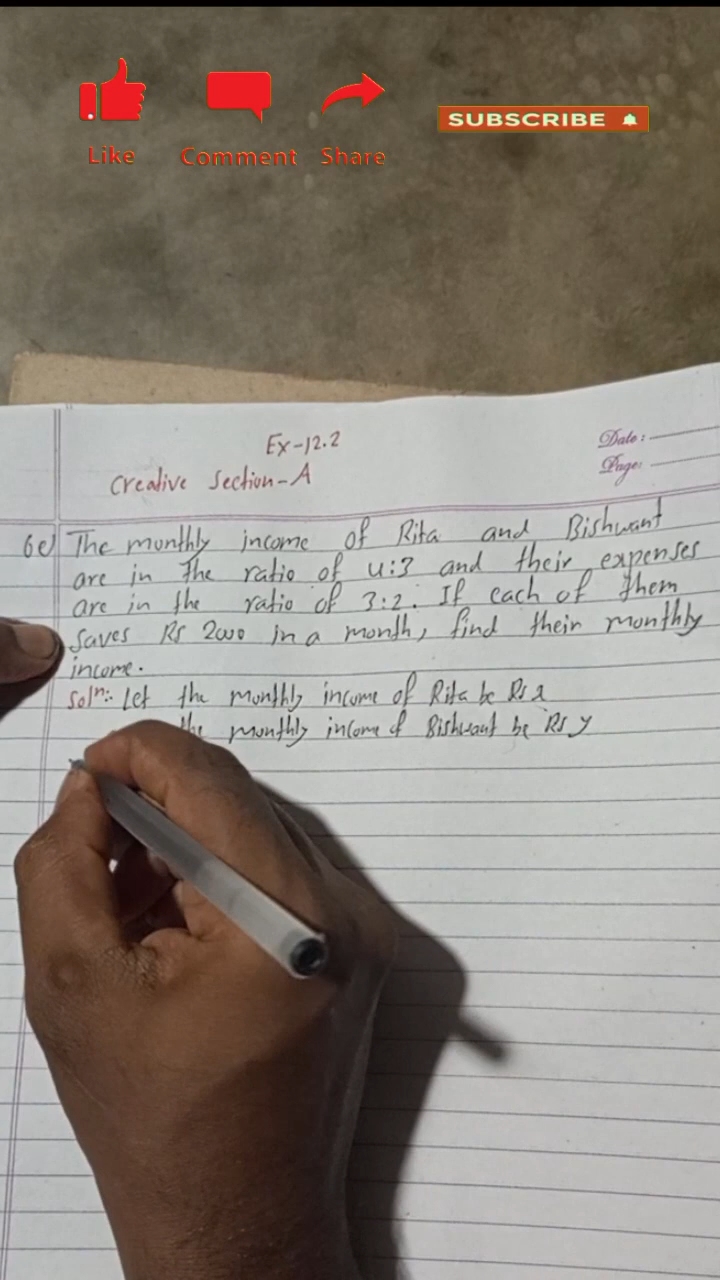 Like Comment Share
SUBSCRIBE
Ex-12.2
Date:
Page:
Creative Section-A
6e) The monthly income of Rita and Bishwant
are in the ratio of 4:3 and their expenses
are in the ratio of 3:2. If each of them
saves Rs 2000 in a month, find their monthly
income.
Soln: Let the monthly income of Rita be Rs x
the monthly income of Bishwant be Rs y